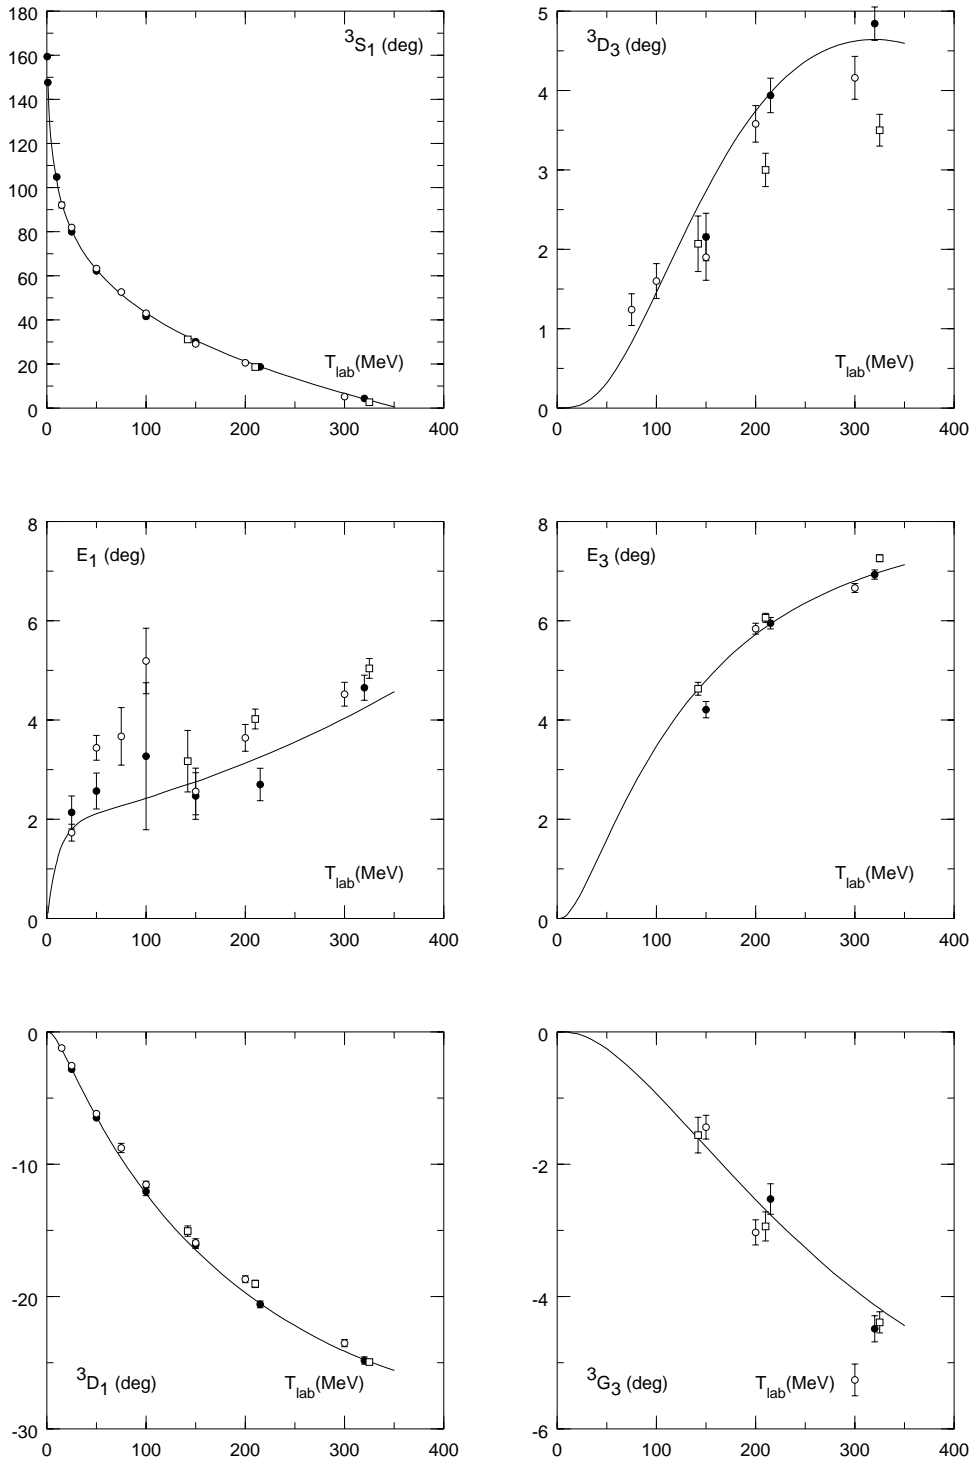 180
160
140
120
100
80
60
40
20
0
³S₁ (deg)
T_lab(MeV)
0 100 200 300 400
5
4
3
2
1
0
³D₃ (deg)
T_lab(MeV)
0 100 200 300 400
8
6
4
2
0
E₁ (deg)
T_lab(MeV)
0 100 200 300 400
8
6
4
2
0
E₃ (deg)
T_lab(MeV)
0 100 200 300 400
0
-10
-20
-30
³D₁ (deg) T_lab(MeV)
0 100 200 300 400
0
-2
-4
-6
³G₃ (deg) T_lab(MeV)
0 100 200 300 400